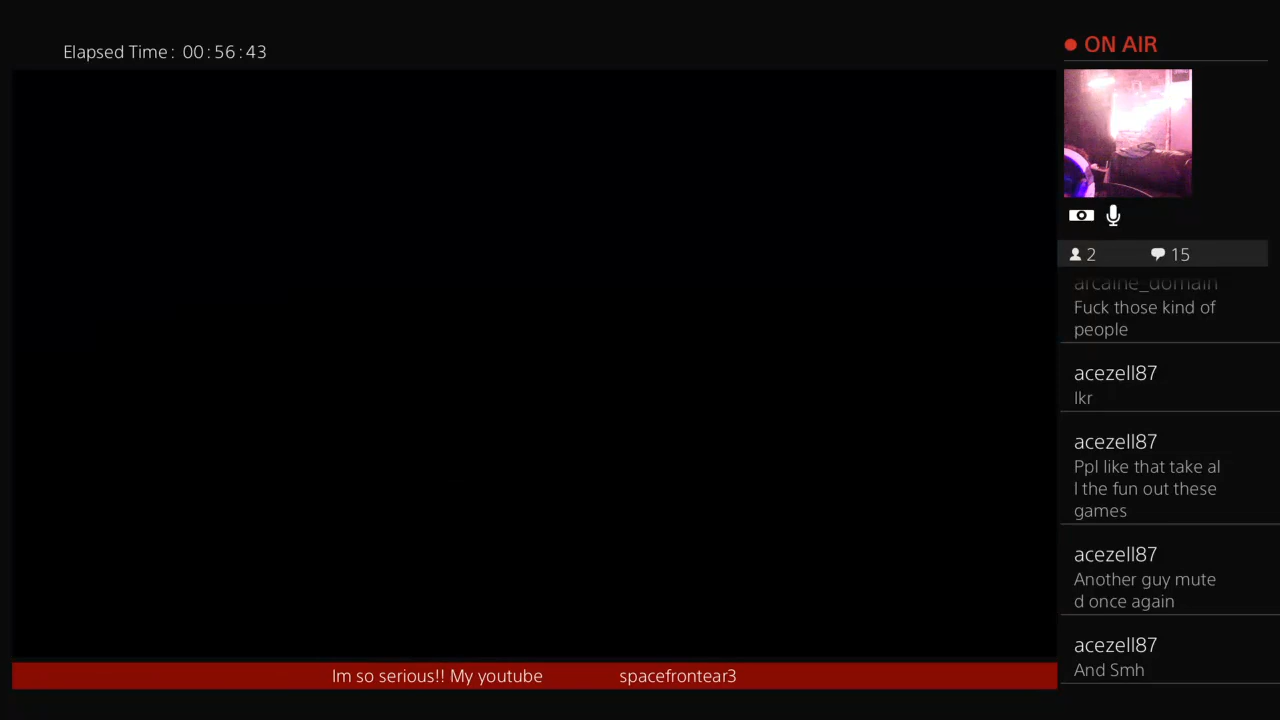 Elapsed Time: 00:56:43
ON AIR
2 15
arcaine_domain
Fuck those kind of
people
acezell87
Ikr
acezell87
Ppl like that take al
l the fun out these
games
acezell87
Another guy mute
d once again
acezell87
And Smh
Im so serious!! My youtube spacefrontear3